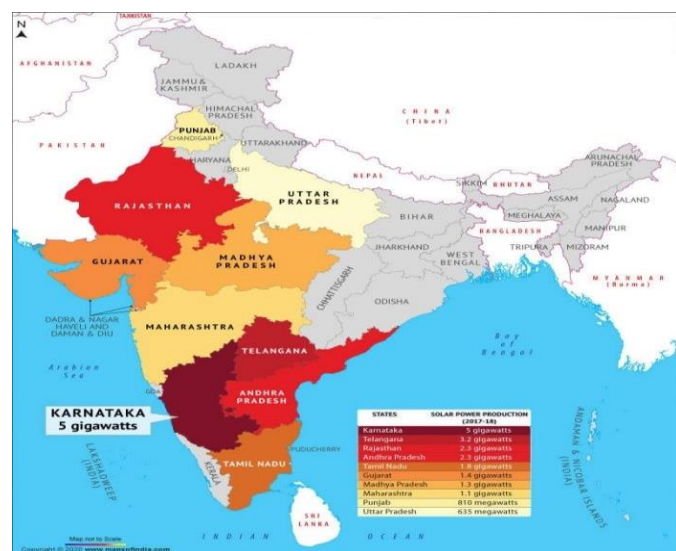 TAJIKISTAN
N
AFGHANISTAN
LADAKH
JAMMU &
KASHMIR
HIMACHAL
PRADESH
CHINA
(Tibet)
PUNJAB
CHANDIGARH
PAKISTAN
UTTARAKHAND
HARYANA
DELHI
ARUNACHAL
PRADESH
NEPAL
SIKKIM
BHUTAN
UTTAR
PRADESH
RAJASTHAN
ASSAM
NAGALAND
BIHAR
MEGHALAYA
MANIPUR
BANGLADESH
JHARKHAND
TRIPURA
MIZORAM
WEST
BENGAL
GUJARAT
MADHYA
PRADESH
CHHATTISGARH
MYANMAR
(Burma)
ODISHA
DADRA & NAGAR
HAVELI AND
DAMAN & DIU
MAHARASHTRA
Arabian
Sea
Bay
of
Bengal
TELANGANA
GOA
ANDHRA
PRADESH
KARNATAKA
5 gigawatts
STATES SOLAR POWER PRODUCTION
(2017-18)
Karnataka 5 gigawatts
Telangana 3.2 gigawatts
Rajasthan 2.3 gigawatts
Andhra Pradesh 2.3 gigawatts
Tamil Nadu 1.8 gigawatts
Gujarat 1.4 gigawatts
Madhya Pradesh 1.3 gigawatts
Maharashtra 1.1 gigawatts
Punjab 810 megawatts
Uttar Pradesh 635 megawatts
PUDUCHERRY
TAMIL NADU
KERALA
LAKSHADWEEP
(INDIA)
ANDAMAN & NICOBAR ISLANDS
(INDIA)
SRI
LANKA
INDIAN OCEAN
Map not to Scale
Copyright © 2020 www.mapsofindia.com